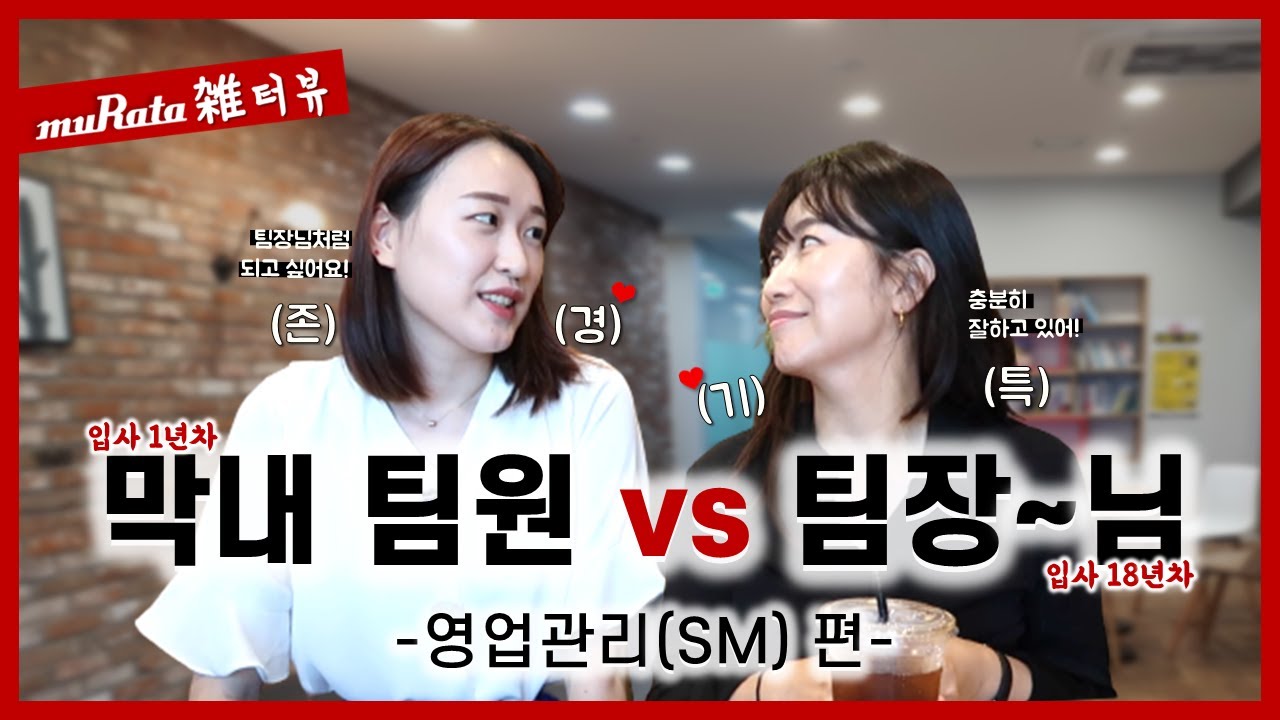 muRata 雑터뷰
팀장님처럼
되고 싶어요!
(존)
(경)
충분히
잘하고 있어!
(기)
(특)
입사 1년차
막내 팀원 vs 팀장~님
입사 18년차
-영업관리(SM) 편-